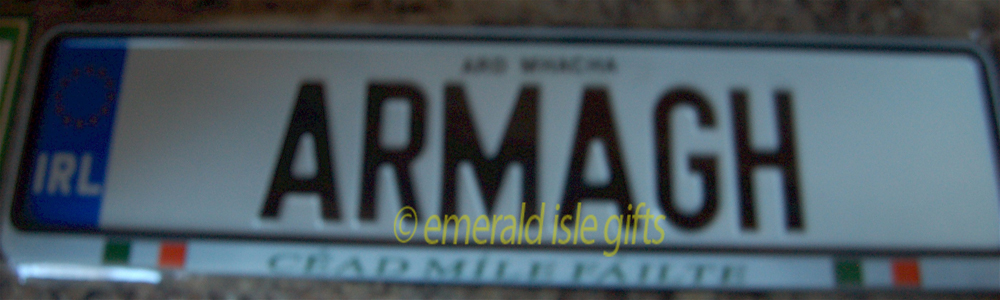 ARD MHACHA
IRL
ARMAGH
© emerald isle gifts
CÉAD MÍLE FÁILTE